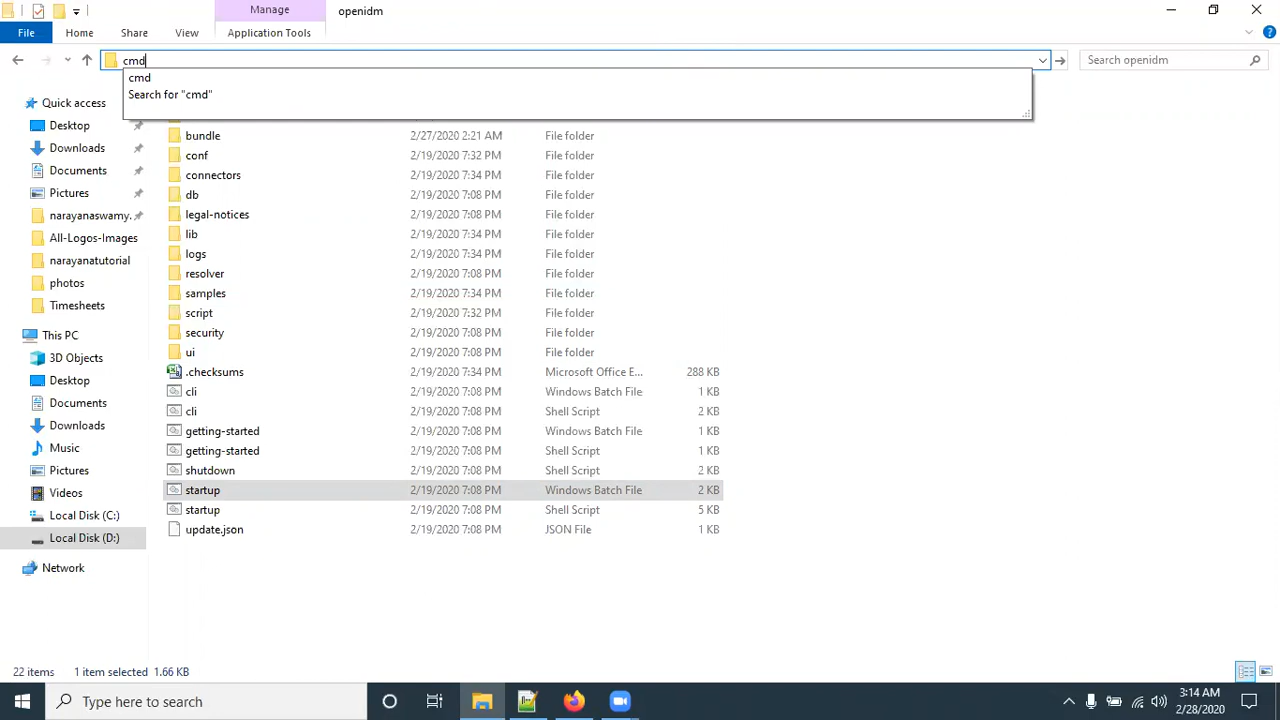 Manage
openidm
File
Home
Share
View
Application Tools
cmd
Search openidm
cmd
Search for "cmd"
Quick access
Desktop
Downloads
Documents
Pictures
narayanaswamy.
All-Logos-Images
narayanatutorial
photos
Timesheets
This PC
3D Objects
Desktop
Documents
Downloads
Music
Pictures
Videos
Local Disk (C:)
Local Disk (D:)
Network
bundle 2/27/2020 2:21 AM File folder
conf 2/19/2020 7:32 PM File folder
connectors 2/19/2020 7:34 PM File folder
db 2/19/2020 7:08 PM File folder
legal-notices 2/19/2020 7:08 PM File folder
lib 2/19/2020 7:34 PM File folder
logs 2/19/2020 7:34 PM File folder
resolver 2/19/2020 7:08 PM File folder
samples 2/19/2020 7:34 PM File folder
script 2/19/2020 7:32 PM File folder
security 2/19/2020 7:08 PM File folder
ui 2/19/2020 7:08 PM File folder
.checksums 2/19/2020 7:34 PM Microsoft Office E... 288 KB
cli 2/19/2020 7:08 PM Windows Batch File 1 KB
cli 2/19/2020 7:08 PM Shell Script 2 KB
getting-started 2/19/2020 7:08 PM Windows Batch File 1 KB
getting-started 2/19/2020 7:08 PM Shell Script 1 KB
shutdown 2/19/2020 7:08 PM Shell Script 2 KB
startup 2/19/2020 7:08 PM Windows Batch File 2 KB
startup 2/19/2020 7:08 PM Shell Script 5 KB
update.json 2/19/2020 7:08 PM JSON File 1 KB
22 items 1 item selected 1.66 KB
Type here to search
3:14 AM
2/28/2020